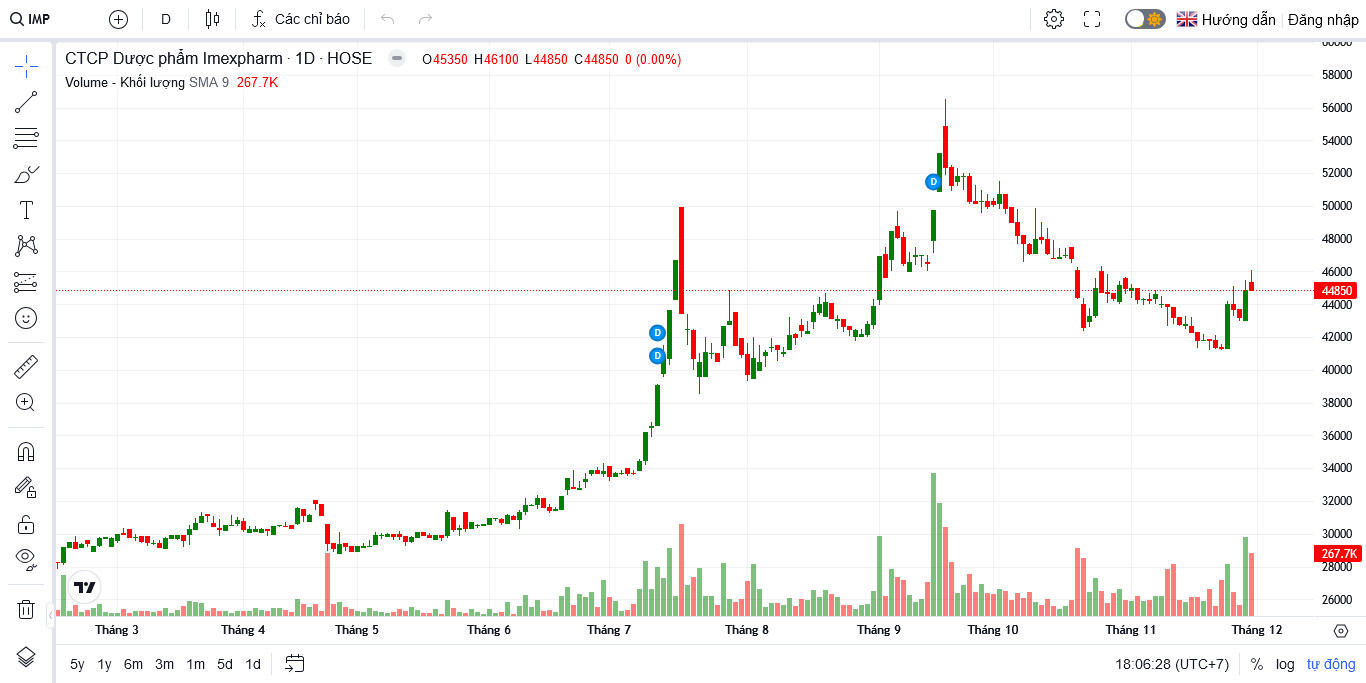 IMP D Các chỉ báo Hướng dẫn Đăng nhập
CTCP Dược phẩm Imexpharm · 1D · HOSE O45350 H46100 L44850 C44850 0 (0.00%)
Volume - Khối lượng SMA 9 267.7K
60000
58000
56000
54000
52000
50000
48000
46000
44850
44000
42000
40000
38000
36000
34000
32000
30000
267.7K
28000
26000
D
D
D
Tháng 3 Tháng 4 Tháng 5 Tháng 6 Tháng 7 Tháng 8 Tháng 9 Tháng 10 Tháng 11 Tháng 12
5y 1y 6m 3m 1m 5d 1d 18:06:28 (UTC+7) % log tự động